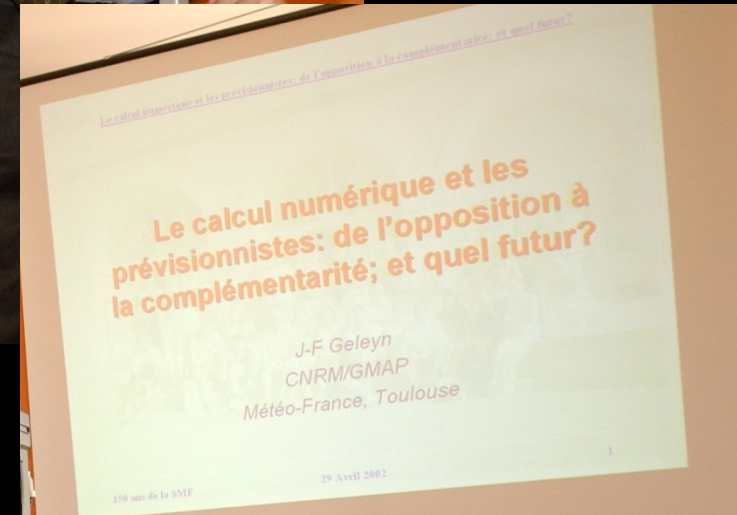 Le calcul numérique et les prévisionnistes: de l'opposition à la complémentarité; et quel futur?
Le calcul numérique et les
prévisionnistes: de l'opposition à
la complémentarité; et quel futur?
J-F Geleyn
CNRM/GMAP
Météo-France, Toulouse
150 ans de la SMF
29 Avril 2002
1